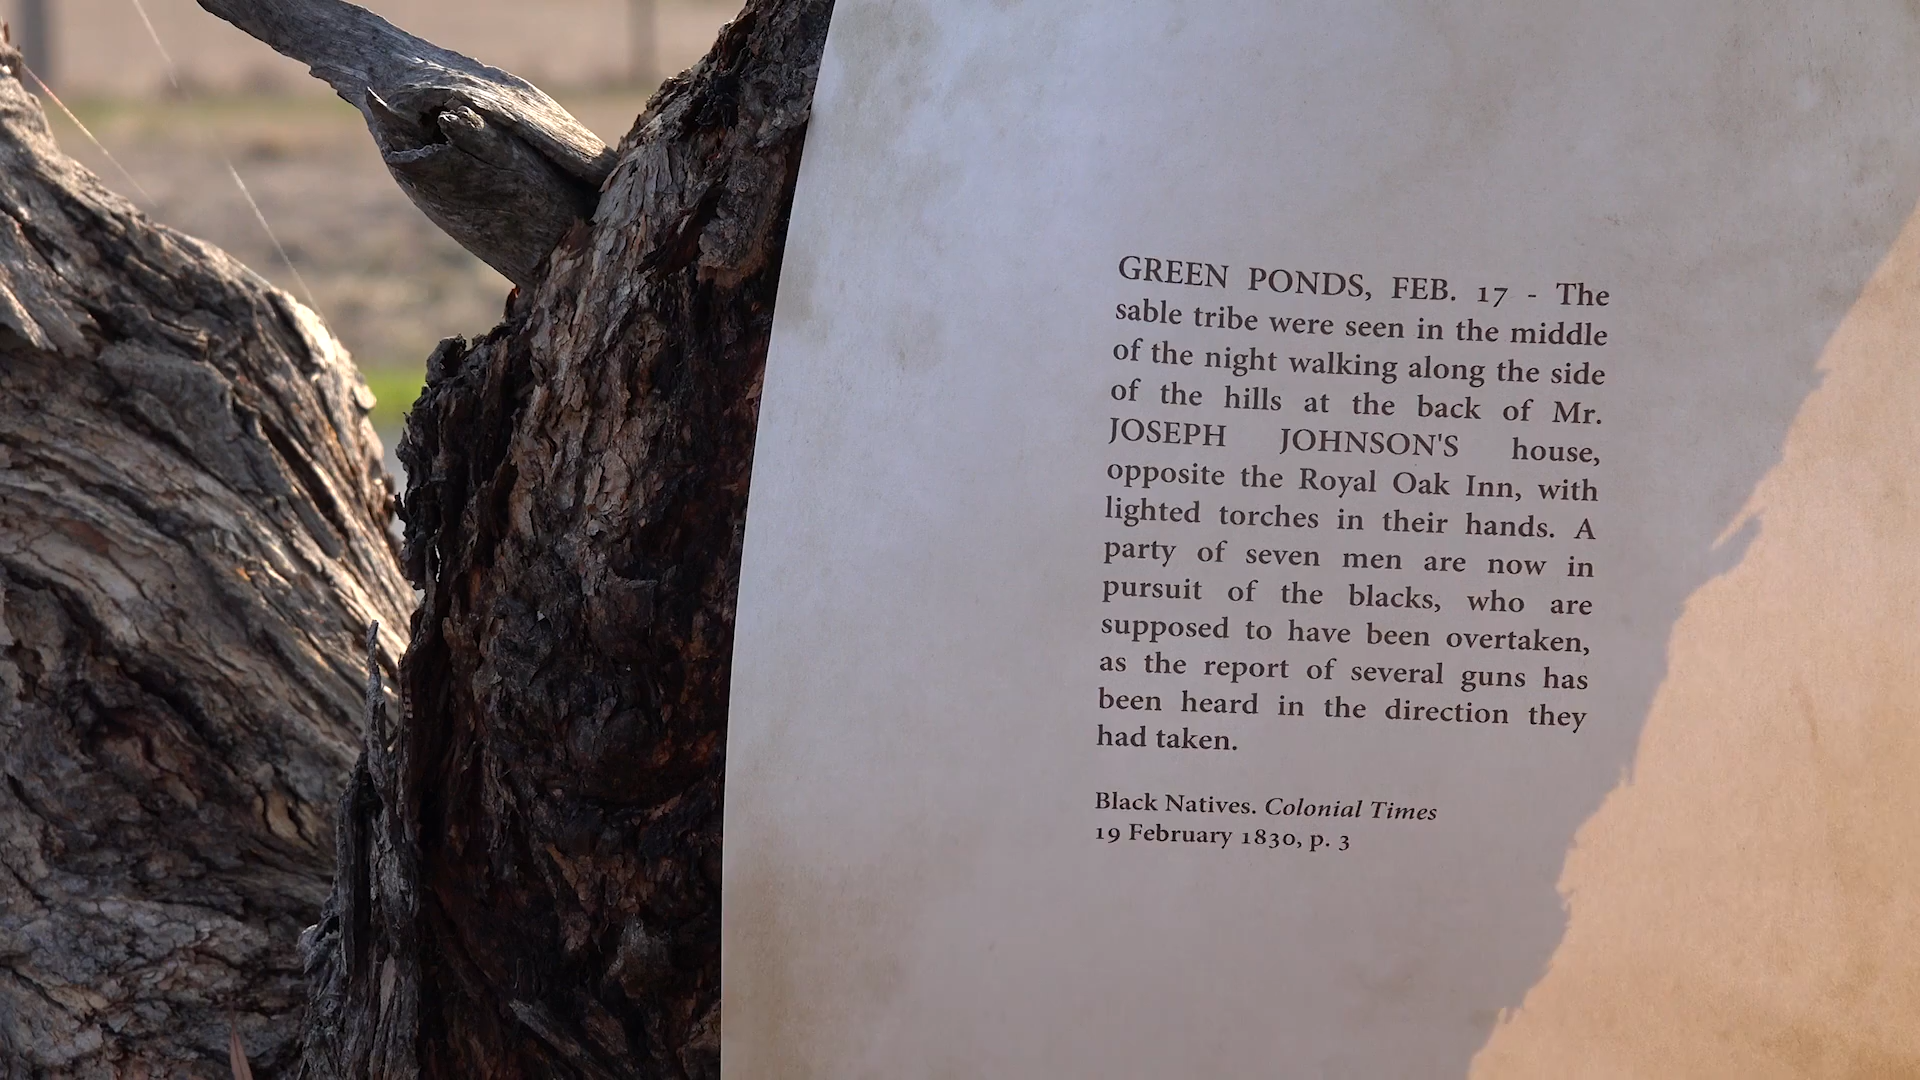 GREEN PONDS, FEB. 17 - The
sable tribe were seen in the middle
of the night walking along the side
of the hills at the back of Mr.
JOSEPH JOHNSON'S house,
opposite the Royal Oak Inn, with
lighted torches in their hands. A
party of seven men are now in
pursuit of the blacks, who are
supposed to have been overtaken,
as the report of several guns has
been heard in the direction they
had taken.
Black Natives. Colonial Times
19 February 1830, p. 3